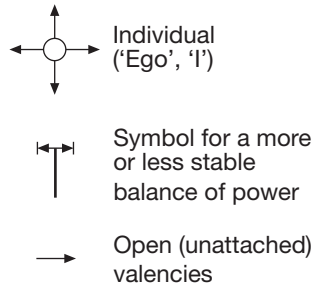 Individual
(‘Ego’, ‘I’)
Symbol for a more
or less stable
balance of power
Open (unattached)
valencies